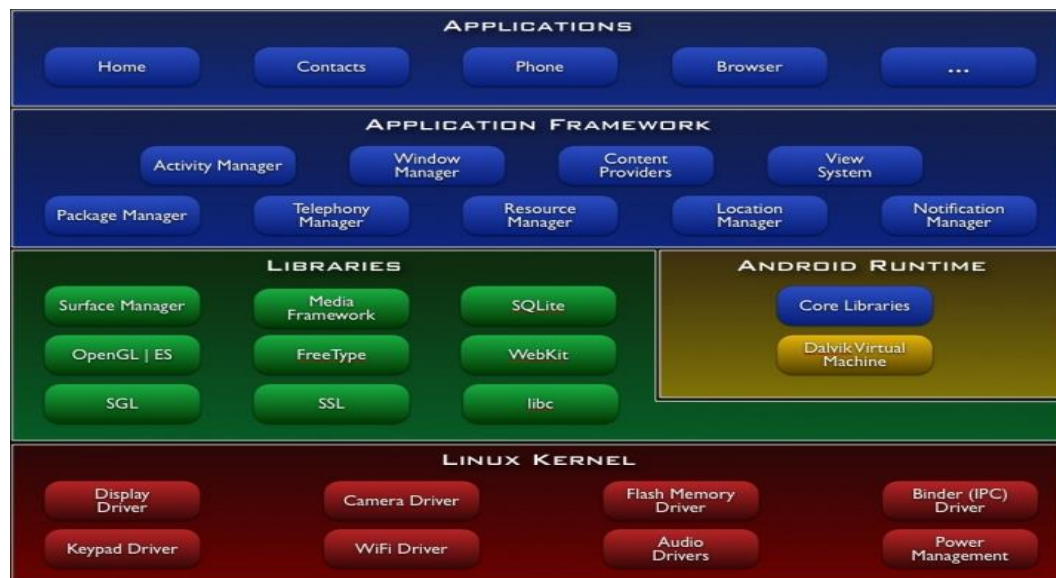 APPLICATIONS
Home
Contacts
Phone
Browser
...
APPLICATION FRAMEWORK
Activity Manager
Window
Manager
Content
Providers
View
System
Package Manager
Telephony
Manager
Resource
Manager
Location
Manager
Notification
Manager
LIBRARIES
Surface Manager
Media
Framework
SQLite
OpenGL | ES
FreeType
WebKit
SGL
SSL
libc
ANDROID RUNTIME
Core Libraries
Dalvik Virtual
Machine
LINUX KERNEL
Display
Driver
Camera Driver
Flash Memory
Driver
Binder (IPC)
Driver
Keypad Driver
WiFi Driver
Audio
Drivers
Power
Management